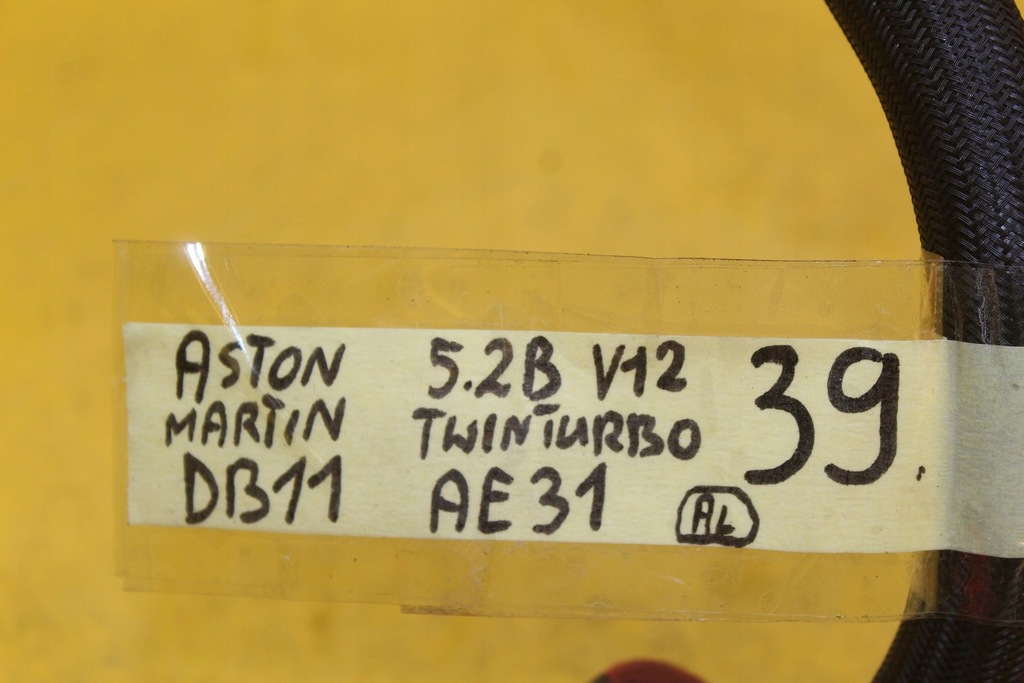 ASTON 5.2B V12 39.
MARTIN TWINTURBO
DB11 AE31 AL